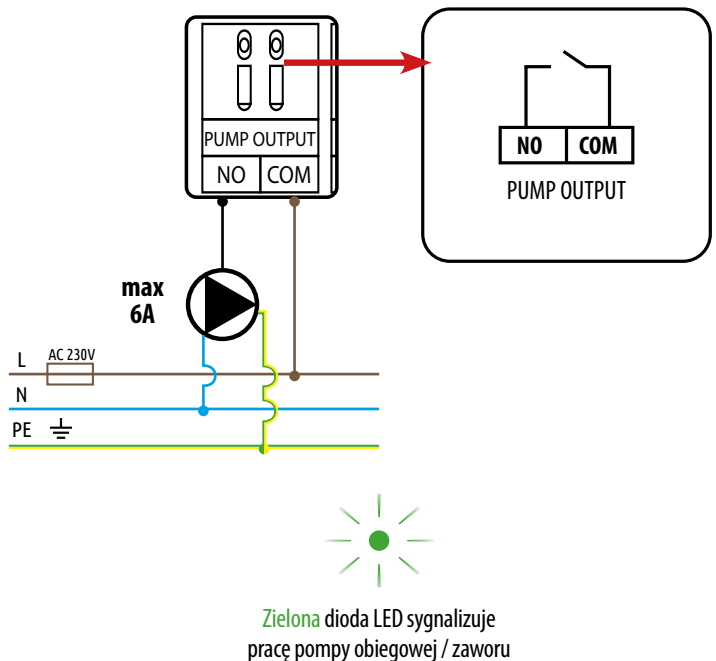 PUMP OUTPUT
NO COM
NO COM
PUMP OUTPUT
max
6A
L AC 230V
N
PE
Zielona dioda LED sygnalizuje
pracę pompy obiegowej / zaworu